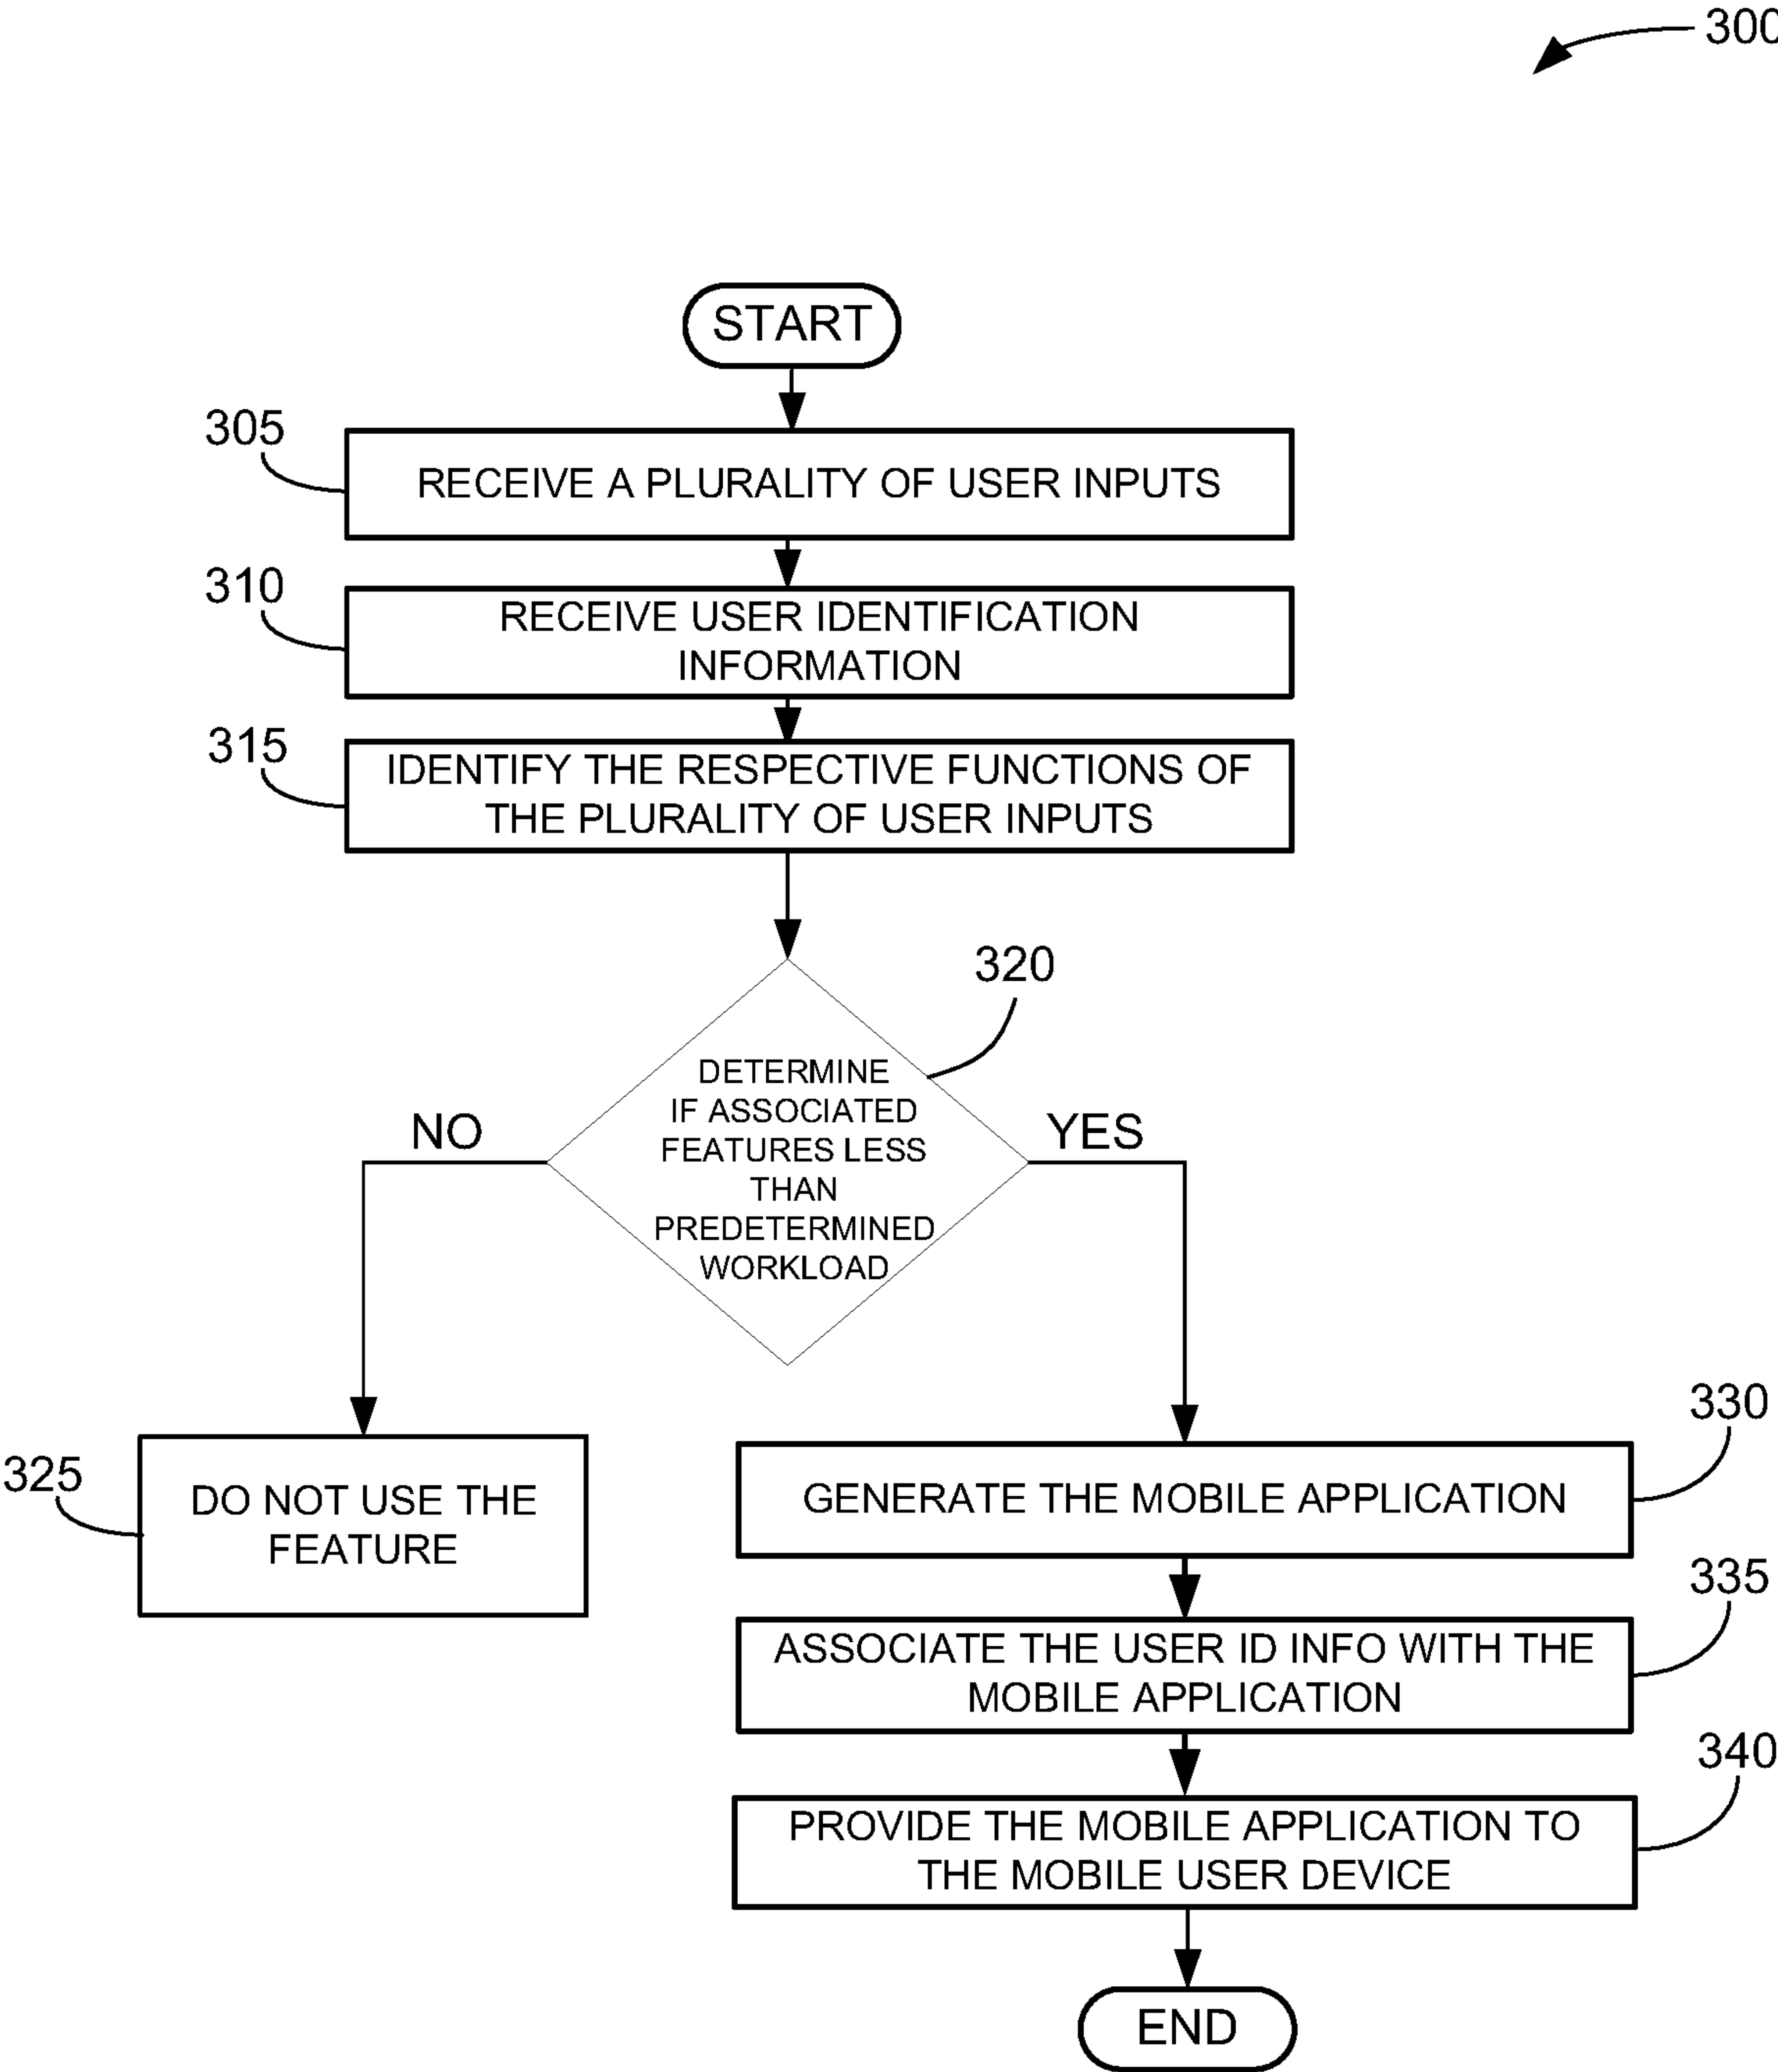 300
START
305
RECEIVE A PLURALITY OF USER INPUTS
310
RECEIVE USER IDENTIFICATION
INFORMATION
315
IDENTIFY THE RESPECTIVE FUNCTIONS OF
THE PLURALITY OF USER INPUTS
320
DETERMINE
IF ASSOCIATED
FEATURES LESS
THAN
PREDETERMINED
WORKLOAD
NO
YES
325
DO NOT USE THE
FEATURE
330
GENERATE THE MOBILE APPLICATION
335
ASSOCIATE THE USER ID INFO WITH THE
MOBILE APPLICATION
340
PROVIDE THE MOBILE APPLICATION TO
THE MOBILE USER DEVICE
END